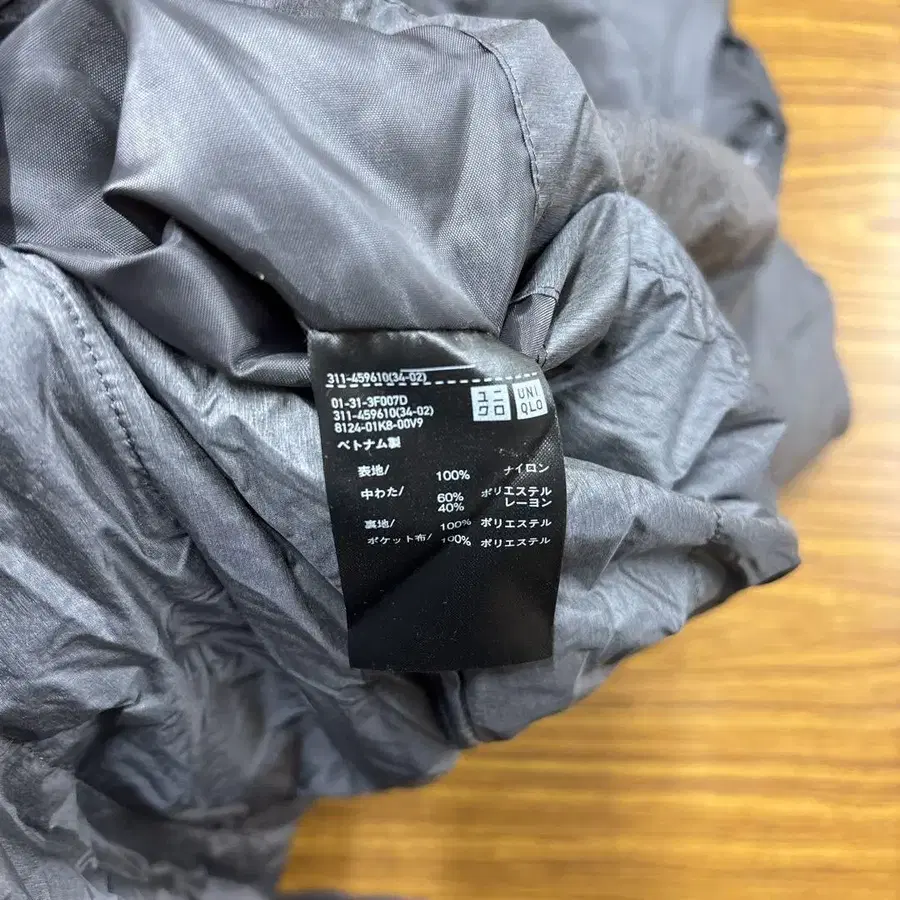 311-459610(34-02)
01-31-3F007D
311-459610(34-02)
8124-01K8-00V9
ベトナム製
ユニ
クロ
UNI
QLO
表地/ 100% ナイロン
中わた/ 60% ポリエステル
40% レーヨン
裏地/ 100% ポリエステル
ポケット布/ 100% ポリエステル